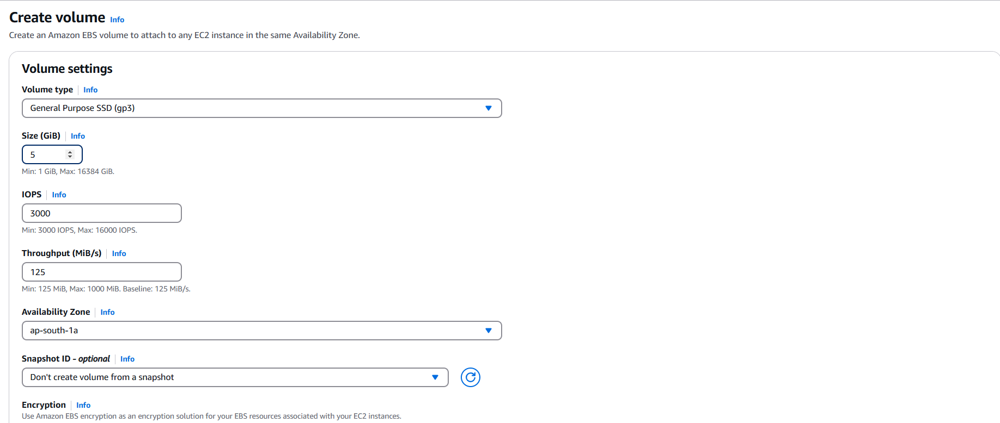 Create volume Info
Create an Amazon EBS volume to attach to any EC2 instance in the same Availability Zone.
Volume settings
Volume type Info
General Purpose SSD (gp3)
Size (GiB) Info
5
Min: 1 GiB, Max: 16384 GiB.
IOPS Info
3000
Min: 3000 IOPS, Max: 16000 IOPS.
Throughput (MiB/s) Info
125
Min: 125 MiB, Max: 1000 MiB. Baseline: 125 MiB/s.
Availability Zone Info
ap-south-1a
Snapshot ID - optional Info
Don't create volume from a snapshot
Encryption Info
Use Amazon EBS encryption as an encryption solution for your EBS resources associated with your EC2 instances.